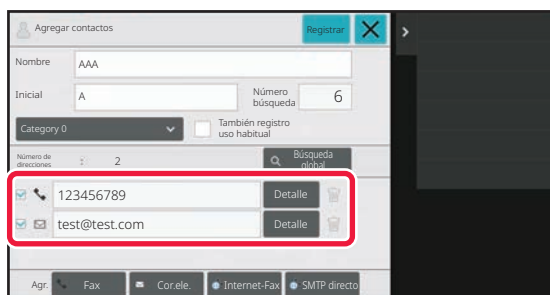 Agregar contactos Registrar
Nombre AAA
Inicial A Número búsqueda 6
Category 0 También registro uso habitual
Número de direcciones : 2 Búsqueda global
123456789 Detalle
test@test.com Detalle
Agr. Fax Cor.ele. Internet-Fax SMTP directo